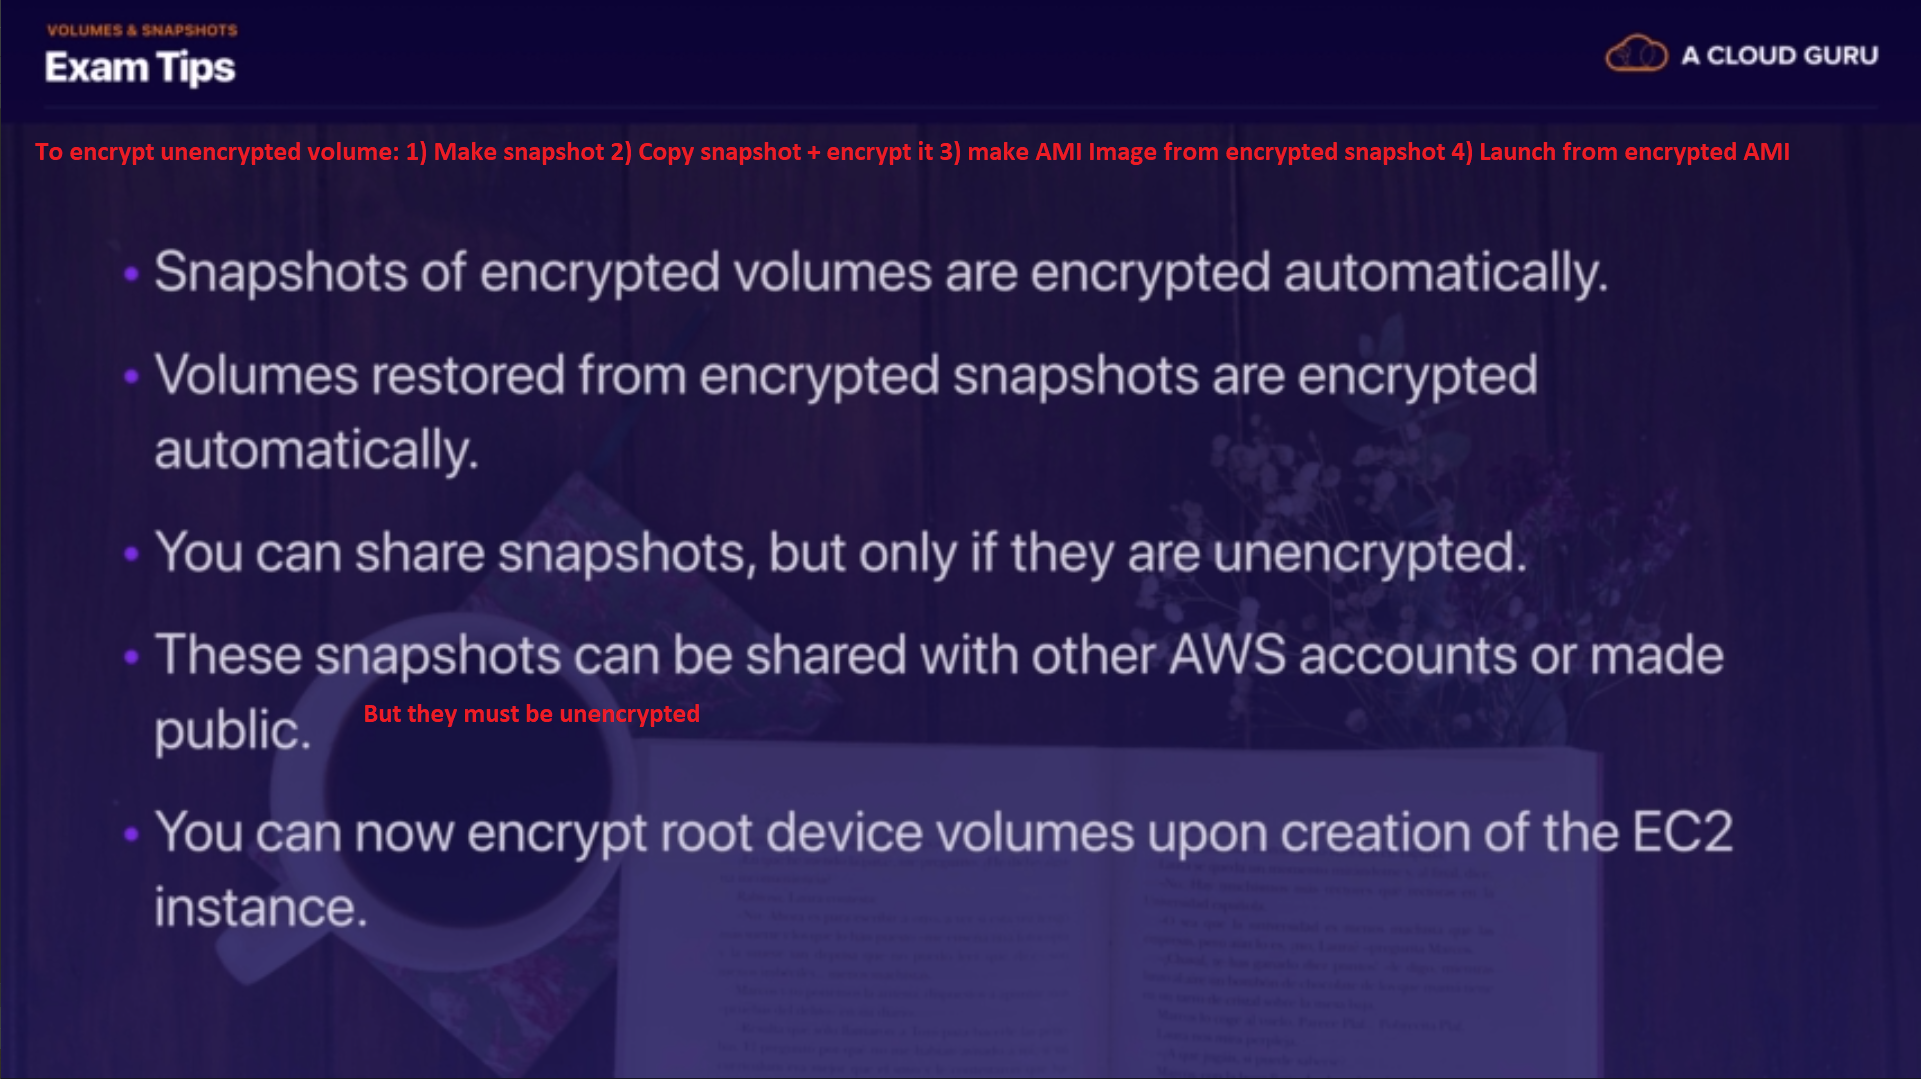 VOLUMES & SNAPSHOTS
Exam Tips
A CLOUD GURU
To encrypt unencrypted volume: 1) Make snapshot 2) Copy snapshot + encrypt it 3) make AMI Image from encrypted snapshot 4) Launch from encrypted AMI
• Snapshots of encrypted volumes are encrypted automatically.
• Volumes restored from encrypted snapshots are encrypted
automatically.
• You can share snapshots, but only if they are unencrypted.
• These snapshots can be shared with other AWS accounts or made
public.
But they must be unencrypted
• You can now encrypt root device volumes upon creation of the EC2
instance.